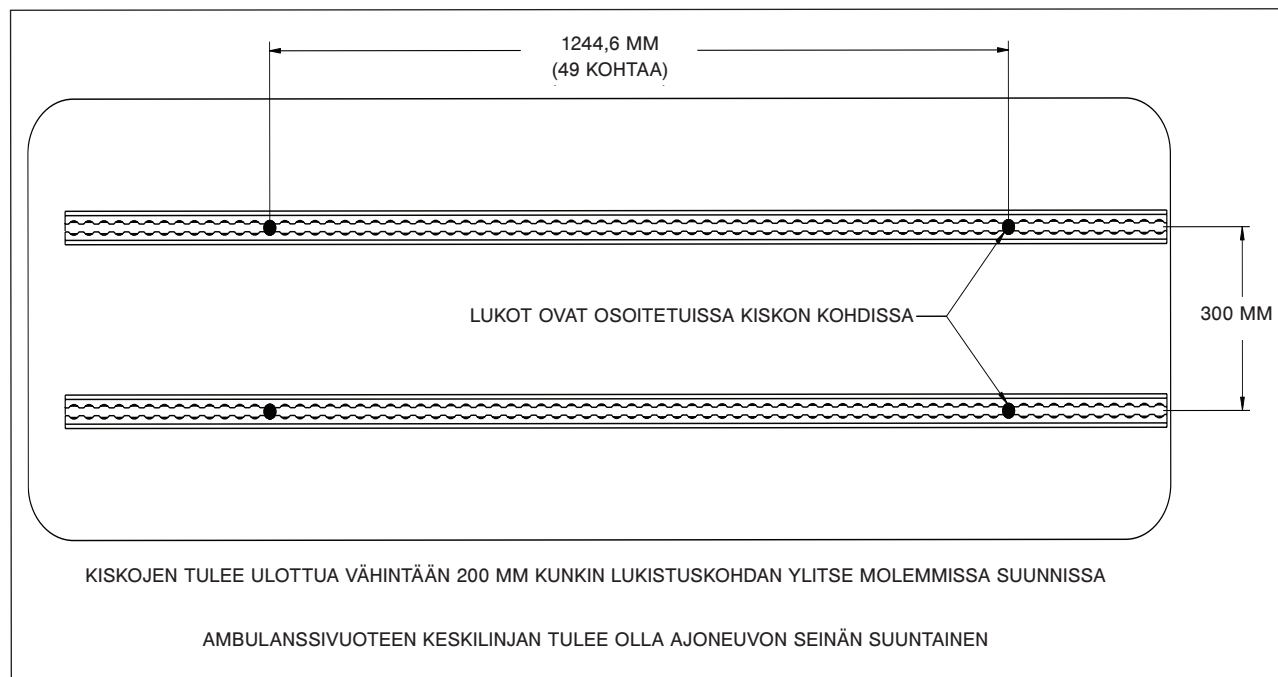 1244,6 MM
(49 KOHTAA)
LUKOT OVAT OSOITETUISSA KISKON KOHDISSA
300 MM
KISKOJEN TULEE ULOTTUA VÄHINTÄÄN 200 MM KUNKIN LUKISTUSKOHDAN YLITSE MOLEMMISSA SUUNNISSA
AMBULANSSIVUOTEEN KESKILINJAN TULEE OLLA AJONEUVON SEINÄN SUUNTAINEN